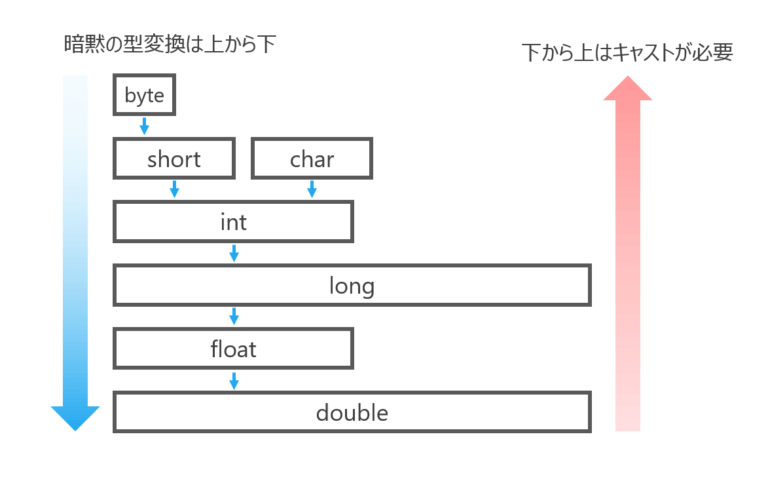 暗黙の型変換は上から下
下から上はキャストが必要
byte
short
char
int
long
float
double